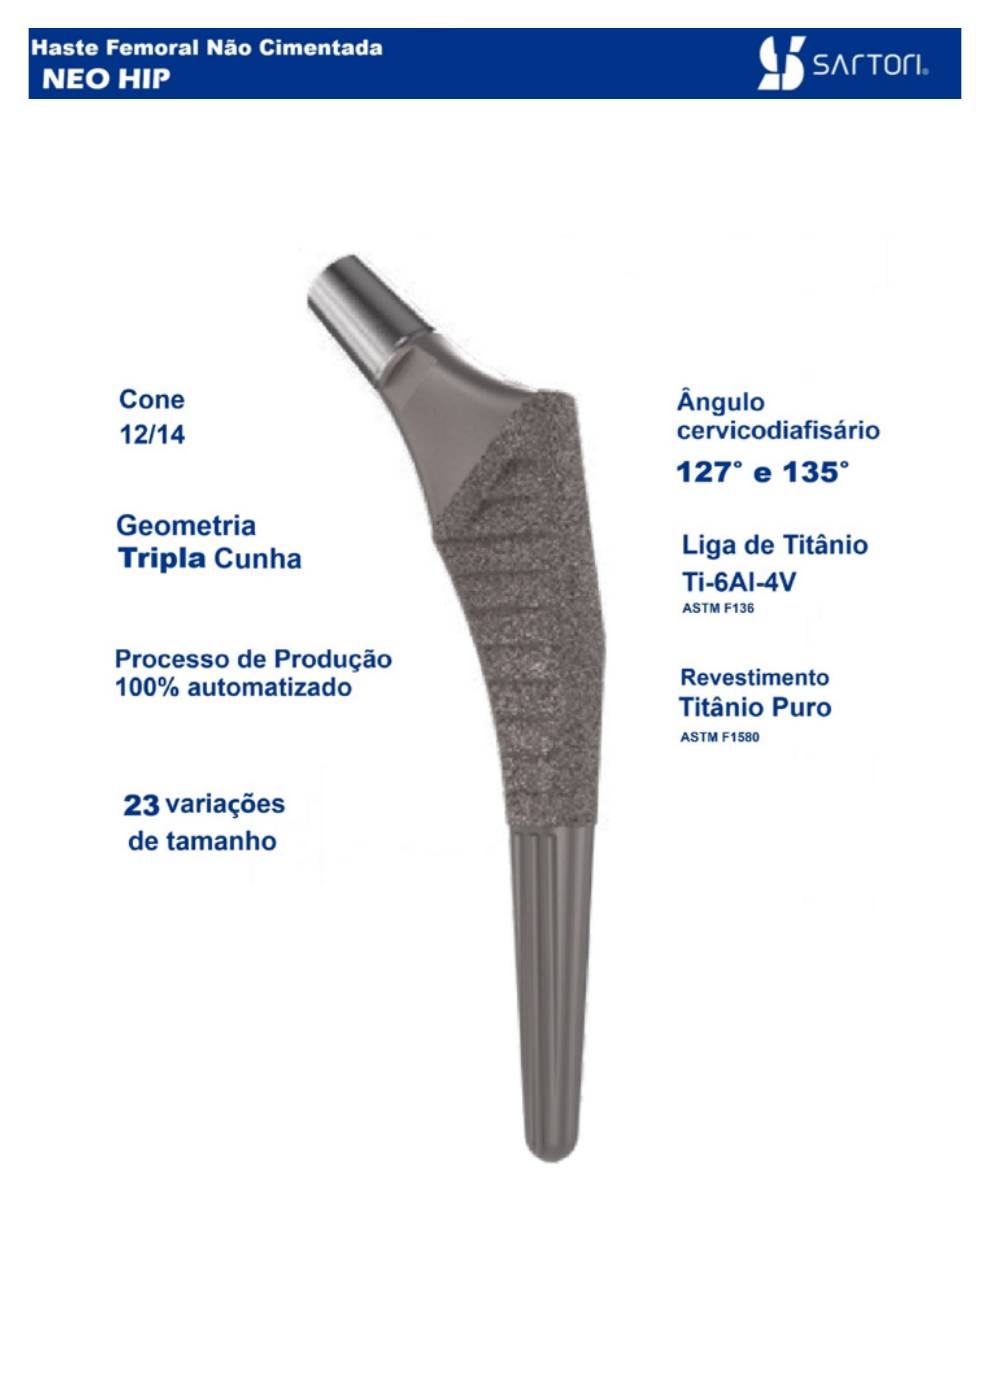 Haste Femoral Não Cimentada
NEO HIP
SARTORI®
Cone
12/14
Geometria
Tripla Cunha
Processo de Produção
100% automatizado
23 variações
de tamanho
Ângulo
cervicodiafisário
127° e 135°
Liga de Titânio
Ti-6Al-4V
ASTM F136
Revestimento
Titânio Puro
ASTM F1580